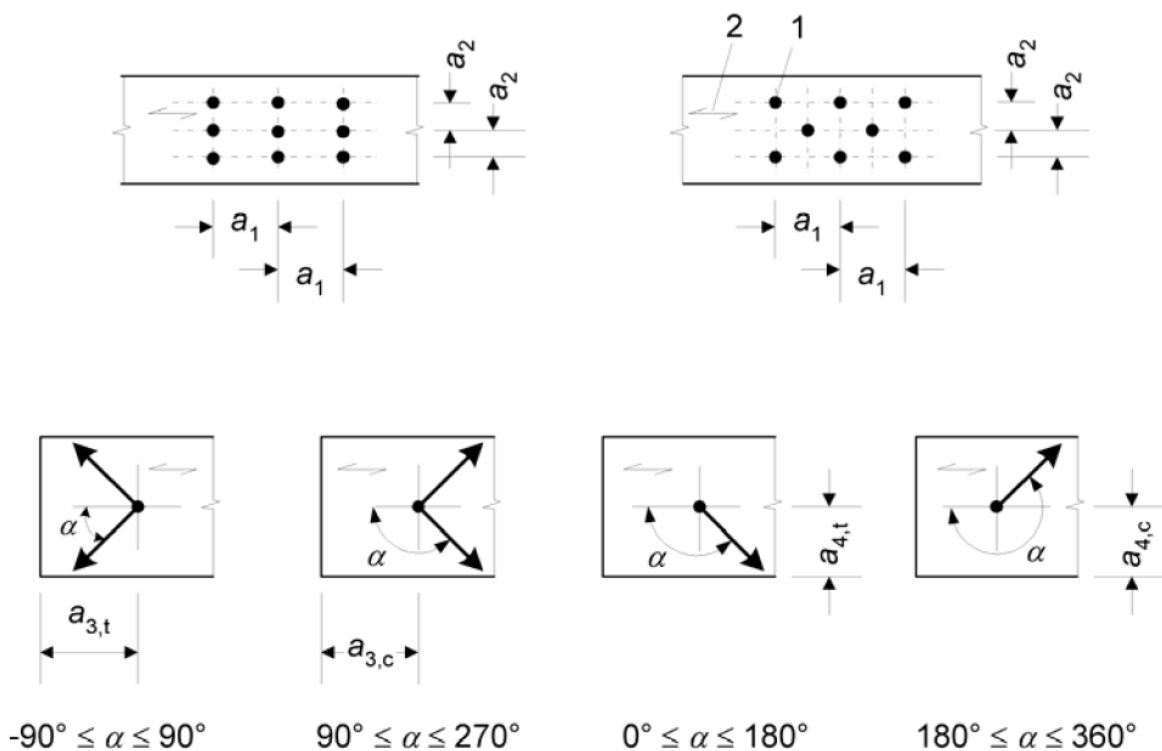 2 1
a2
a2
a2
a2
a1
a1
a1
a1
α
α
α
α
a4,t
a4,c
a3,t
a3,c
-90° ≤ α ≤ 90°
90° ≤ α ≤ 270°
0° ≤ α ≤ 180°
180° ≤ α ≤ 360°